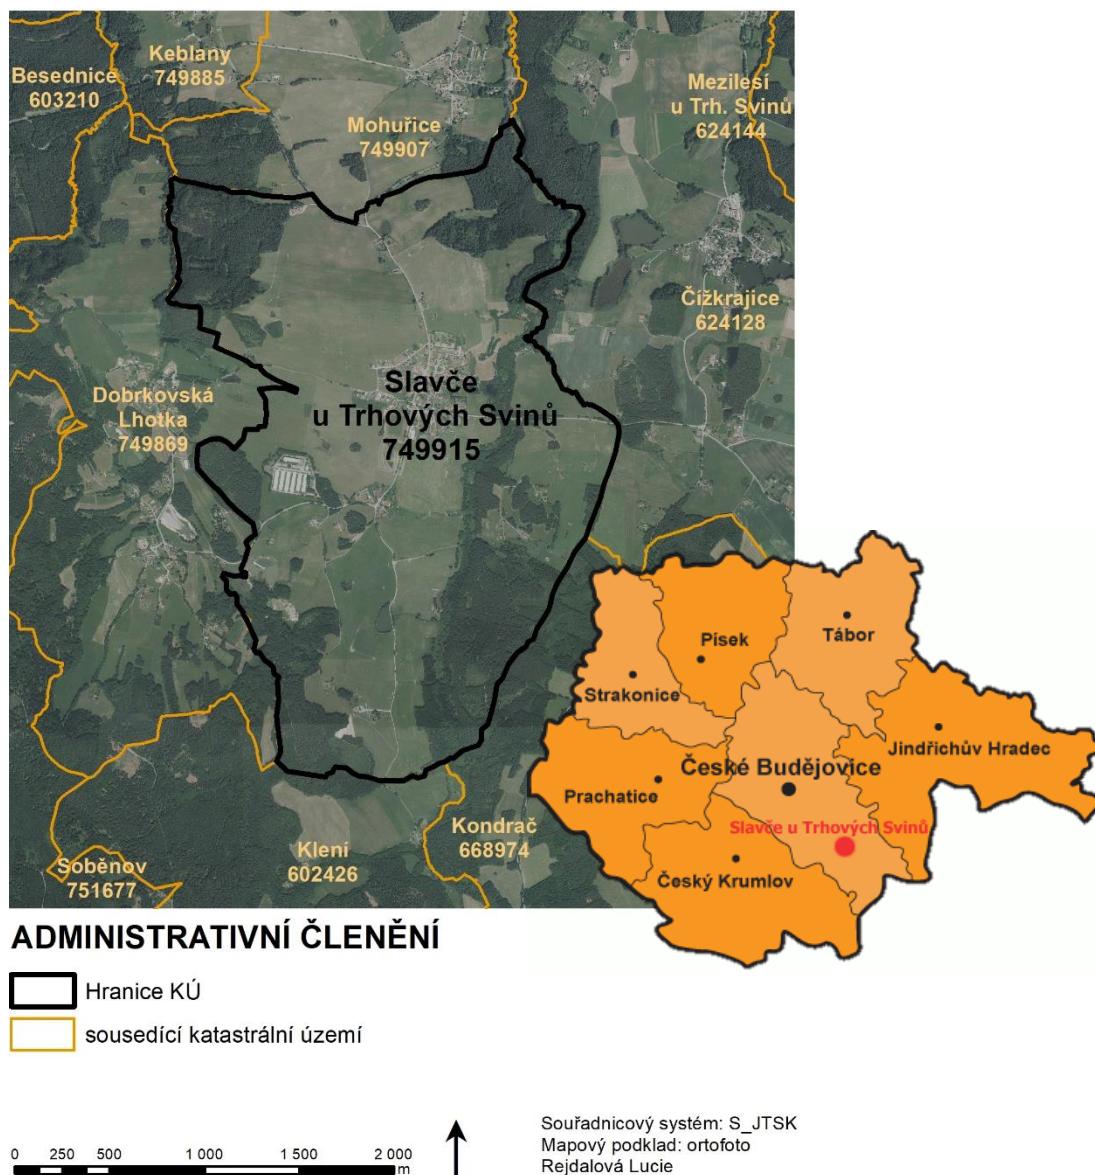 Keblany
749885
Besednice
603210
Mezilesí
u Trh. Svinů
624144
Mohuřice
749907
Čížkrajice
624128
Slavče
u Trhových Svinů
749915
Dobrkovská
Lhotka
749869
Písek
Tábor
Strakonice
Jindřichův Hradec
České Budějovice
Prachatice
Slavče u Trhových Svinů
Český Krumlov
Kondrač
668974
Klení
602426
Soběnov
751677
ADMINISTRATIVNÍ ČLENĚNÍ
Hranice KÚ
sousedící katastrální území
0 250 500 1 000 1 500 2 000
m
Souřadnicový systém: S_JTSK
Mapový podklad: ortofoto
Rejdalová Lucie